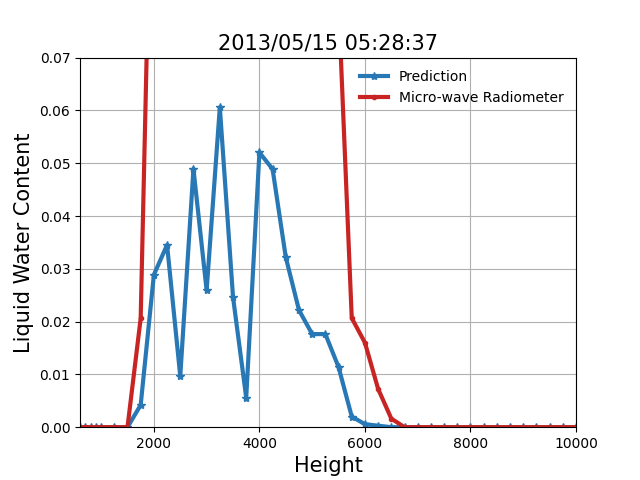 2013/05/15 05:28:37
0.07
0.06
0.05
0.04
0.03
0.02
0.01
0.00
Liquid Water Content
Prediction
Micro-wave Radiometer
2000 4000 6000 8000 10000
Height